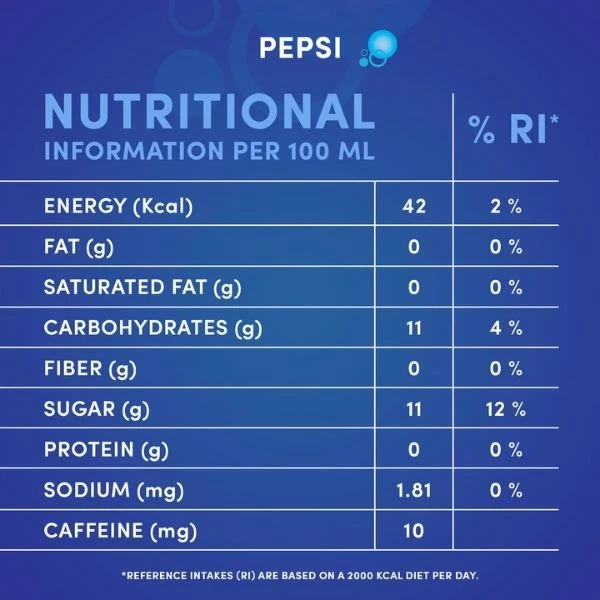 PEPSI
NUTRITIONAL
INFORMATION PER 100 ML
% RI*
ENERGY (Kcal) 42 2 %
FAT (g) 0 0 %
SATURATED FAT (g) 0 0 %
CARBOHYDRATES (g) 11 4 %
FIBER (g) 0 0 %
SUGAR (g) 11 12 %
PROTEIN (g) 0 0 %
SODIUM (mg) 1.81 0 %
CAFFEINE (mg) 10
*REFERENCE INTAKES (RI) ARE BASED ON A 2000 KCAL DIET PER DAY.